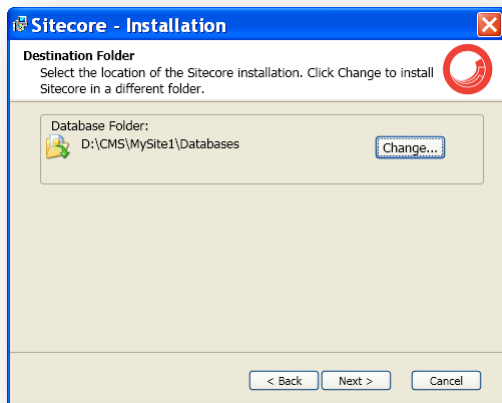 Sitecore - Installation
Destination Folder
Select the location of the Sitecore installation. Click Change to install
Sitecore in a different folder.
Database Folder:
D:\CMS\MySite1\Databases
Change...
< Back
Next >
Cancel